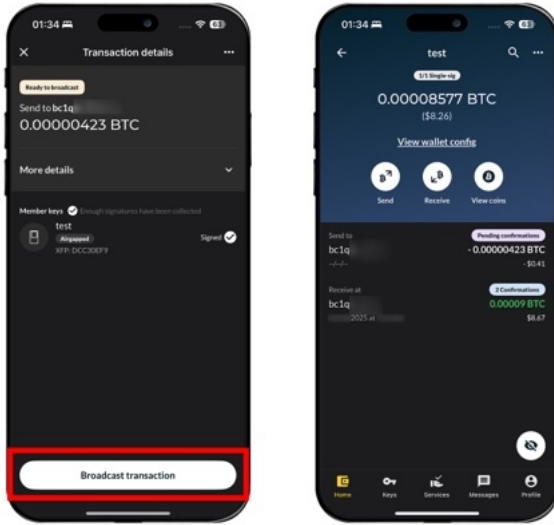 01:34
63
Transaction details
Ready to broadcast
Send to bc1q
0.00000423 BTC
More details
Member keys Enough signatures have been collected
test
Airgapped
Signed
XFP: DCC30EF9
Broadcast transaction
01:34
63
test
1/1 Single-sig
0.00008577 BTC
($8.26)
View wallet config
Send
Receive
View coins
Send to
Pending confirmations
bc1q
- 0.00000423 BTC
--/--/--
- $0.41
Receive at
2 Confirmations
bc1q
0.00009 BTC
2025 at
$8.67
Home
Keys
Services
Messages
Profile